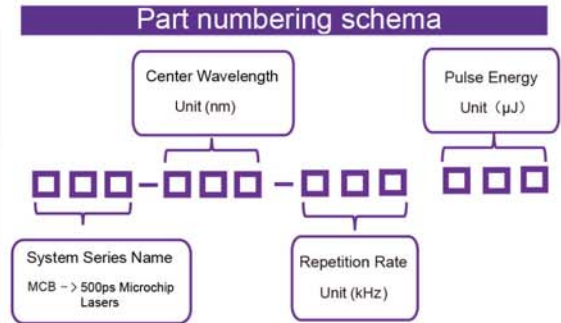 Part numbering schema
Center Wavelength
Unit (nm)
Pulse Energy
Unit （μJ）
System Series Name
MCB -> 500ps Microchip
Lasers
Repetition Rate
Unit (kHz)